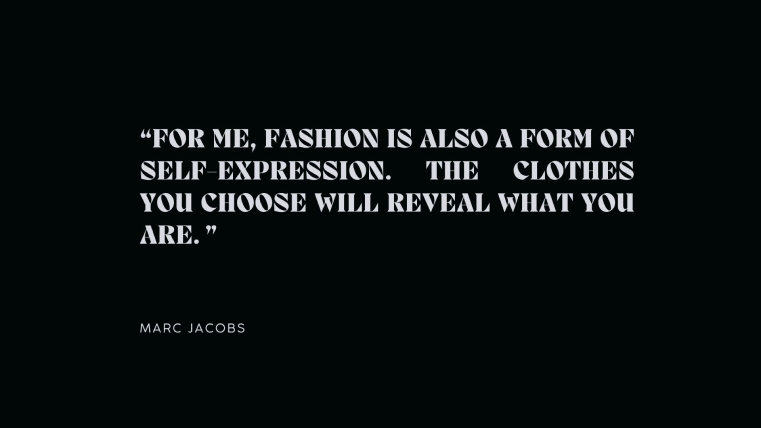 “FOR ME, FASHION IS ALSO A FORM OF
SELF-EXPRESSION. THE CLOTHES
YOU CHOOSE WILL REVEAL WHAT YOU
ARE. ”
MARC JACOBS